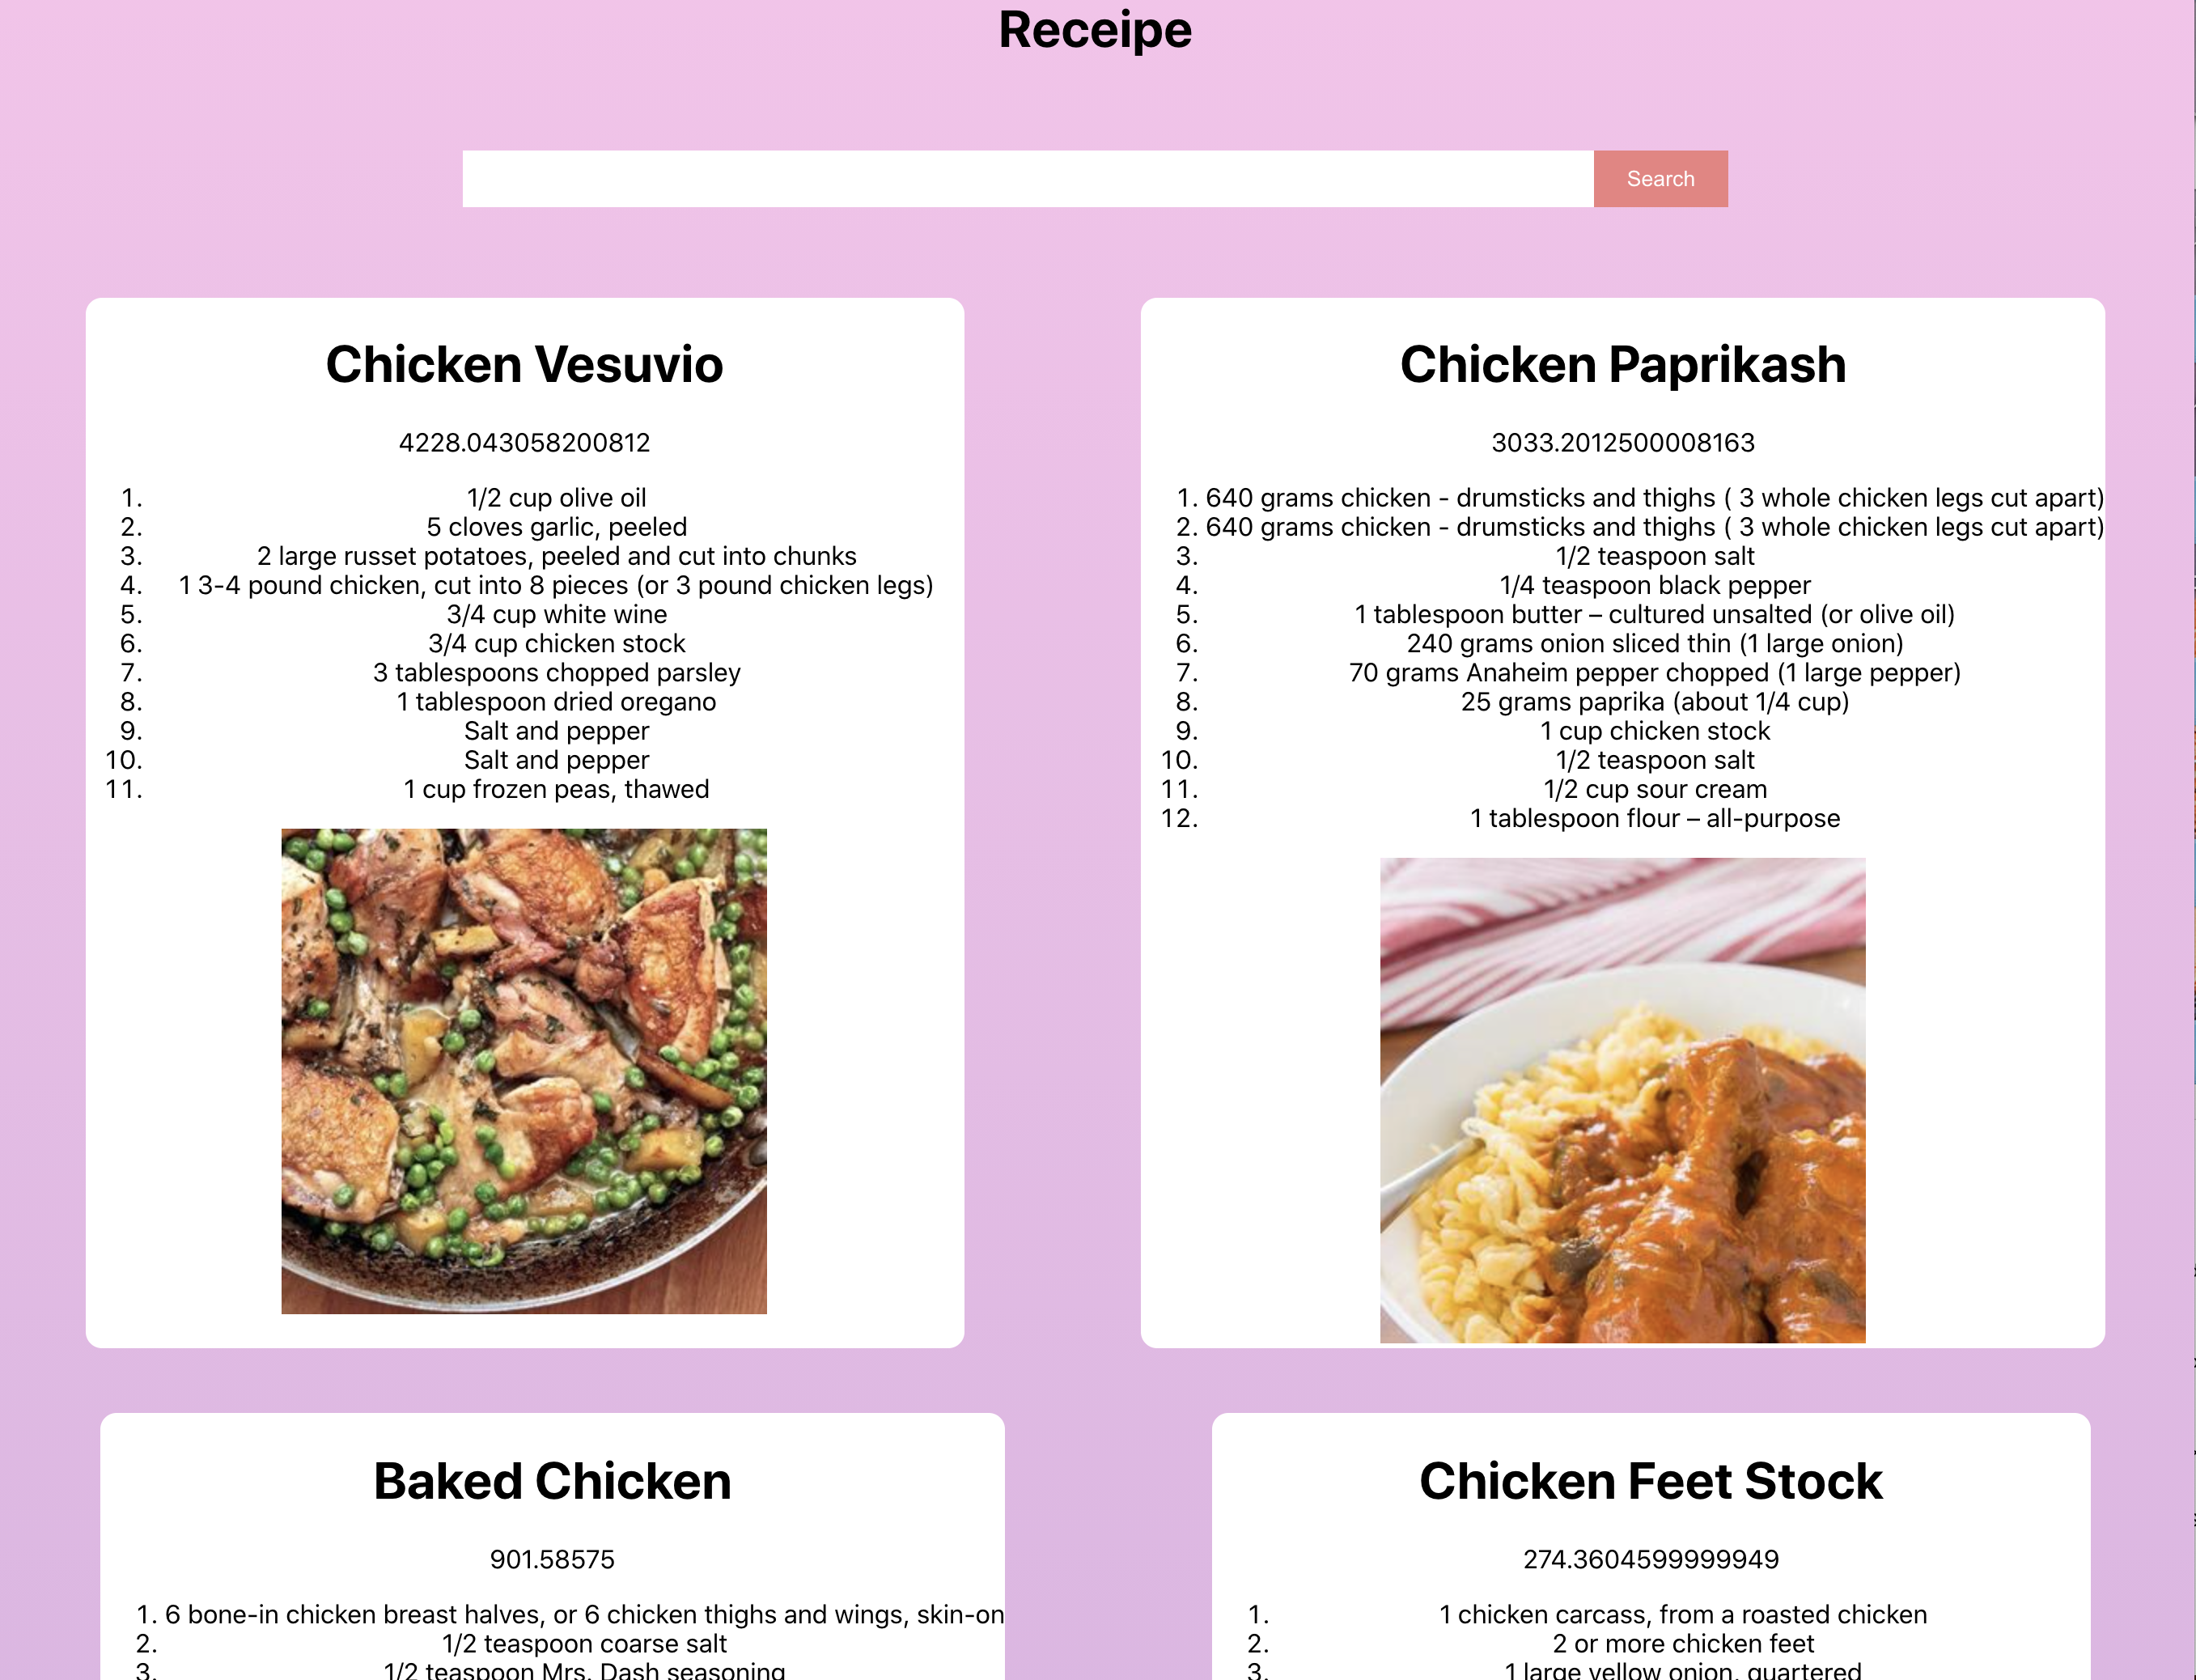 Receipe
Search
Chicken Vesuvio
4228.043058200812
1. 1/2 cup olive oil
2. 5 cloves garlic, peeled
3. 2 large russet potatoes, peeled and cut into chunks
4. 1 3-4 pound chicken, cut into 8 pieces (or 3 pound chicken legs)
5. 3/4 cup white wine
6. 3/4 cup chicken stock
7. 3 tablespoons chopped parsley
8. 1 tablespoon dried oregano
9. Salt and pepper
10. Salt and pepper
11. 1 cup frozen peas, thawed
Chicken Paprikash
3033.2012500008163
1. 640 grams chicken - drumsticks and thighs ( 3 whole chicken legs cut apart)
2. 640 grams chicken - drumsticks and thighs ( 3 whole chicken legs cut apart)
3. 1/2 teaspoon salt
4. 1/4 teaspoon black pepper
5. 1 tablespoon butter – cultured unsalted (or olive oil)
6. 240 grams onion sliced thin (1 large onion)
7. 70 grams Anaheim pepper chopped (1 large pepper)
8. 25 grams paprika (about 1/4 cup)
9. 1 cup chicken stock
10. 1/2 teaspoon salt
11. 1/2 cup sour cream
12. 1 tablespoon flour – all-purpose
Baked Chicken
901.58575
1. 6 bone-in chicken breast halves, or 6 chicken thighs and wings, skin-on
2. 1/2 teaspoon coarse salt
3. 1/2 teaspoon Mrs. Dash seasoning
Chicken Feet Stock
274.3604599999949
1. 1 chicken carcass, from a roasted chicken
2. 2 or more chicken feet
3. 1 large yellow onion, quartered